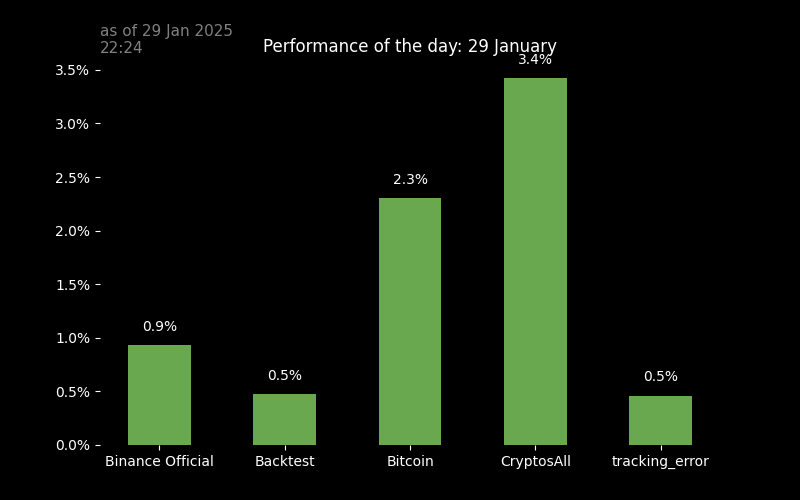 as of 29 Jan 2025
22:24
Performance of the day: 29 January
3.5%
3.0%
2.5%
2.0%
1.5%
1.0%
0.5%
0.0%
0.9%
0.5%
2.3%
3.4%
0.5%
Binance Official
Backtest
Bitcoin
CryptosAll
tracking_error